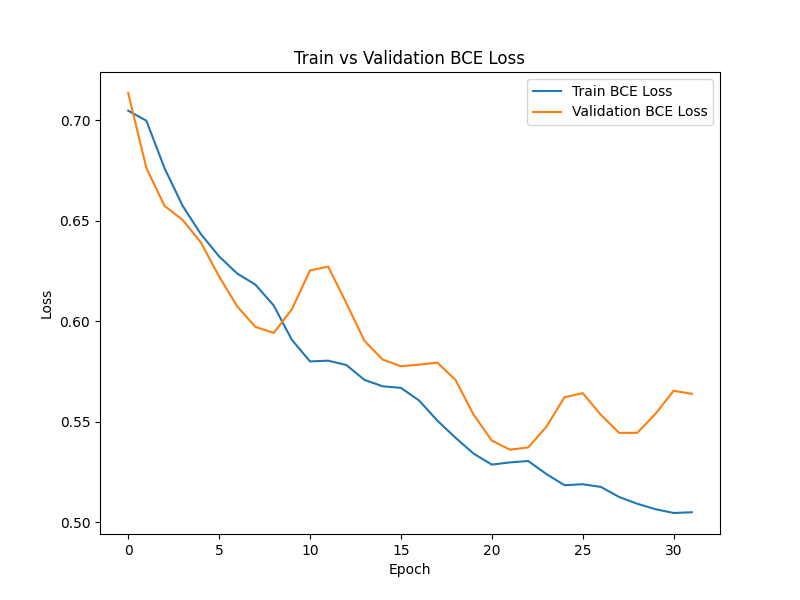 Train vs Validation BCE Loss
Train BCE Loss
Validation BCE Loss
0.70
0.65
0.60
0.55
0.50
Loss
0 5 10 15 20 25 30
Epoch